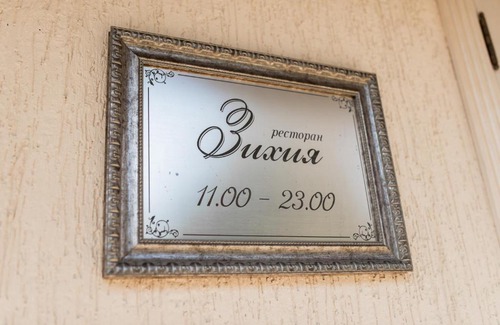 ресторан
Зихия
11.00 - 23.00